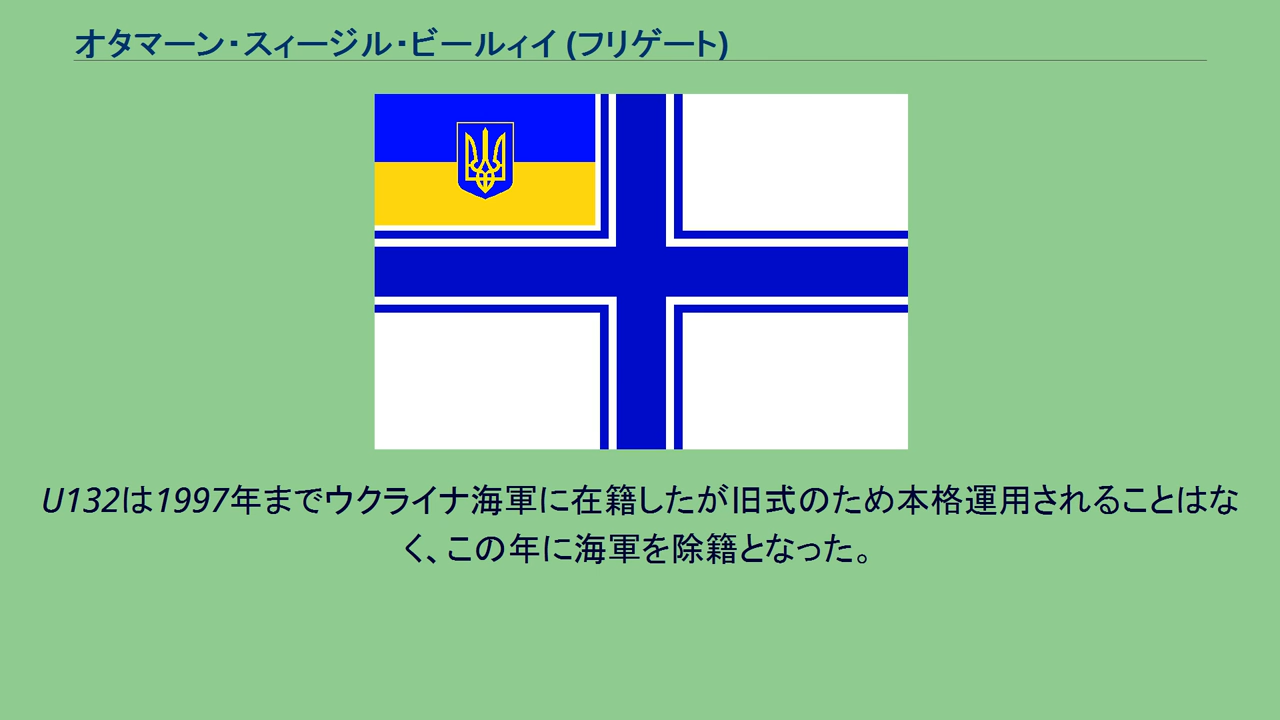 オタマーン・スィージル・ビールィイ (フリゲート)
U132は1997年までウクライナ海軍に在籍したが旧式のため本格運用されることはな
く、この年に海軍を除籍となった。